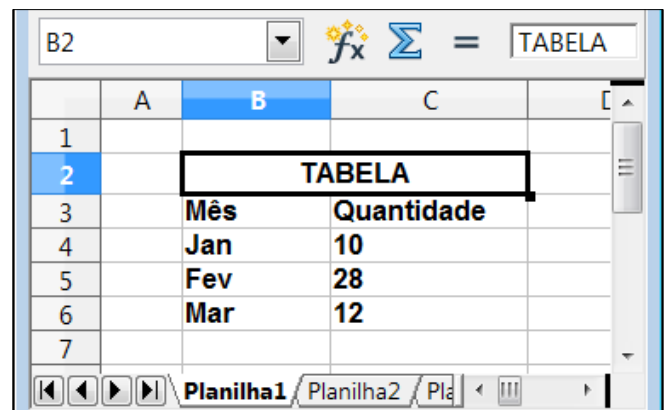 B2 fx Σ = TABELA
A B C
1
2 TABELA
3 Mês Quantidade
4 Jan 10
5 Fev 28
6 Mar 12
7
Planilha1 Planilha2